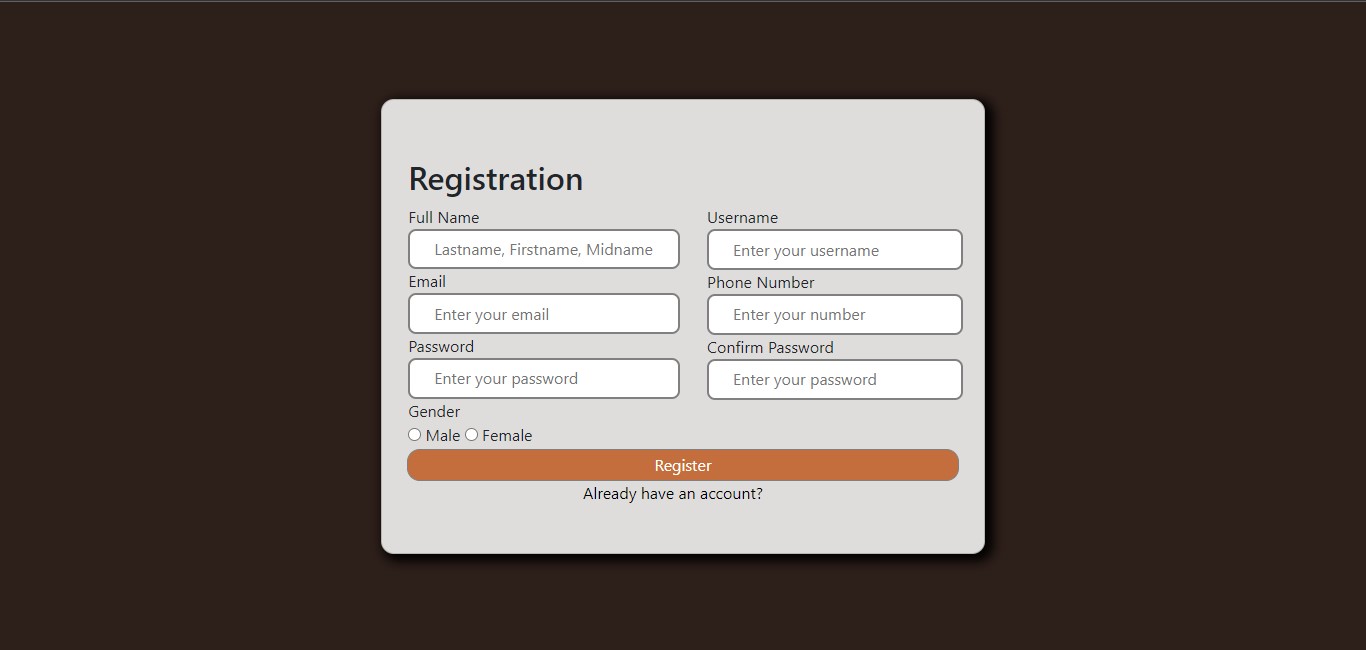 Registration
Full Name
Username
Lastname, Firstname, Midname
Enter your username
Email
Phone Number
Enter your email
Enter your number
Password
Confirm Password
Enter your password
Enter your password
Gender
Male Female
Register
Already have an account?